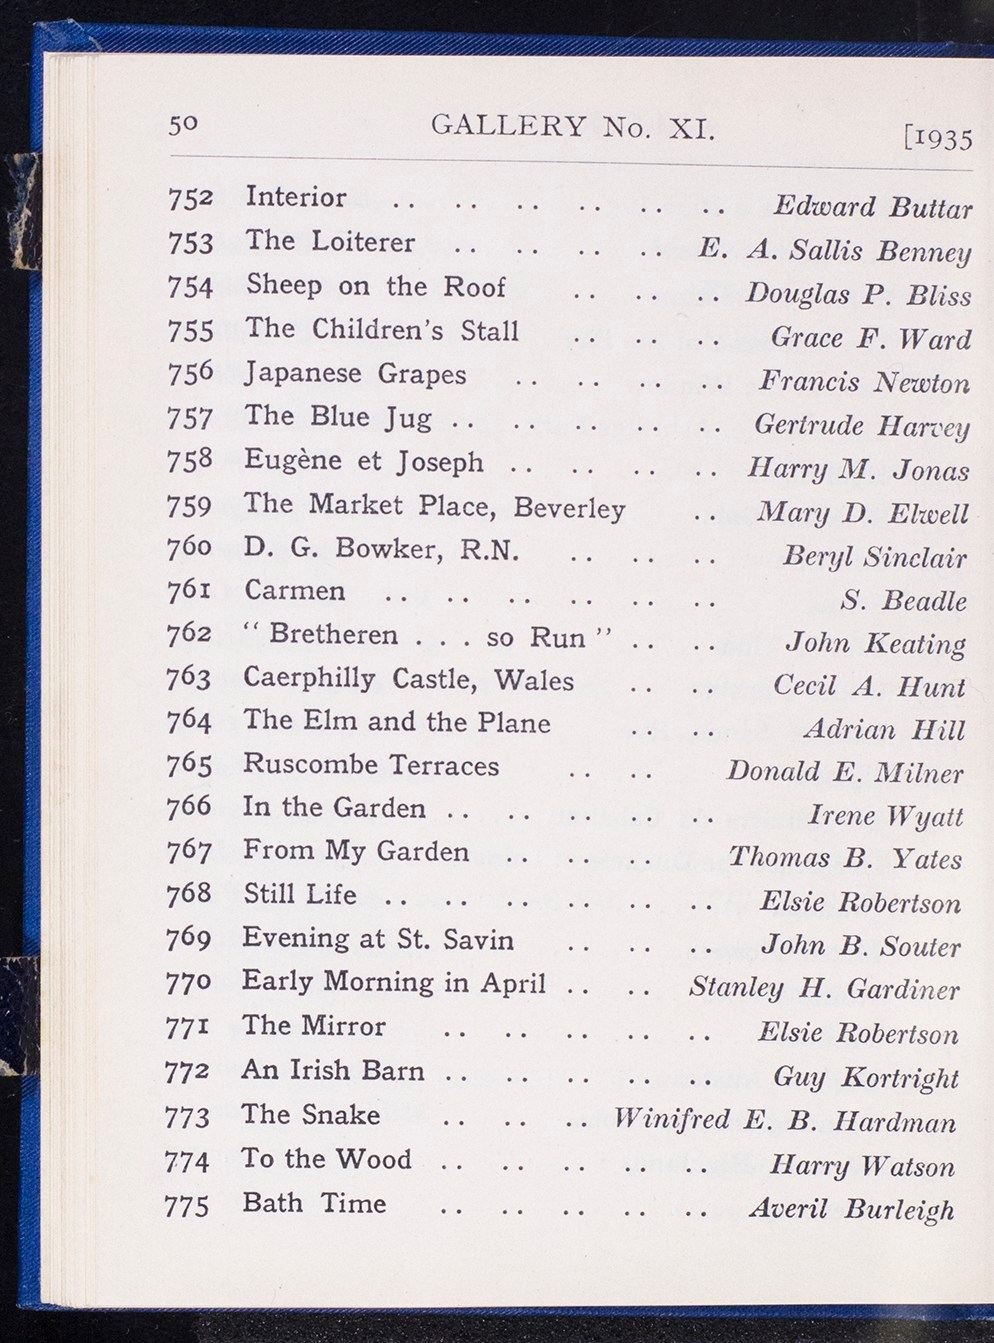 50 GALLERY No. XI. [1935
752 Interior .. .. .. .. .. .. Edward Buttar
753 The Loiterer .. .. .. .. E. A. Sallis Benney
754 Sheep on the Roof .. .. .. Douglas P. Bliss
755 The Children's Stall .. .. .. Grace F. Ward
756 Japanese Grapes .. .. .. .. Francis Newton
757 The Blue Jug .. .. .. .. .. Gertrude Harvey
758 Eugène et Joseph .. .. .. .. Harry M. Jonas
759 The Market Place, Beverley .. Mary D. Elwell
760 D. G. Bowker, R.N. .. .. .. Beryl Sinclair
761 Carmen .. .. .. .. .. .. S. Beadle
762 “ Bretheren . . . so Run ” .. .. John Keating
763 Caerphilly Castle, Wales .. .. Cecil A. Hunt
764 The Elm and the Plane .. .. Adrian Hill
765 Ruscombe Terraces .. .. Donald E. Milner
766 In the Garden .. .. .. .. .. Irene Wyatt
767 From My Garden .. .. .. Thomas B. Yates
768 Still Life .. .. .. .. .. .. Elsie Robertson
769 Evening at St. Savin .. .. .. John B. Souter
770 Early Morning in April .. .. Stanley H. Gardiner
771 The Mirror .. .. .. .. .. Elsie Robertson
772 An Irish Barn .. .. .. .. .. Guy Kortright
773 The Snake .. .. .. Winifred E. B. Hardman
774 To the Wood .. .. .. .. .. Harry Watson
775 Bath Time .. .. .. .. .. Averil Burleigh